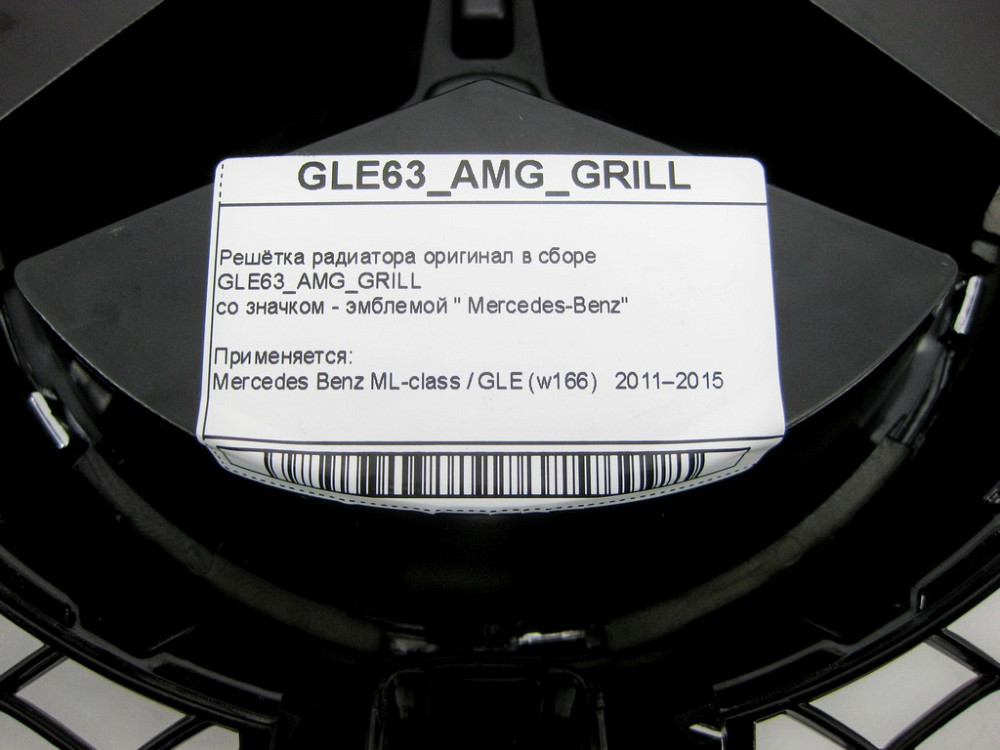 GLE63_AMG_GRILL
Решётка радиатора оригинал в сборе
GLE63_AMG_GRILL
со значком - эмблемой " Mercedes-Benz"
Применяется:
Mercedes Benz ML-class / GLE (w166) 2011–2015